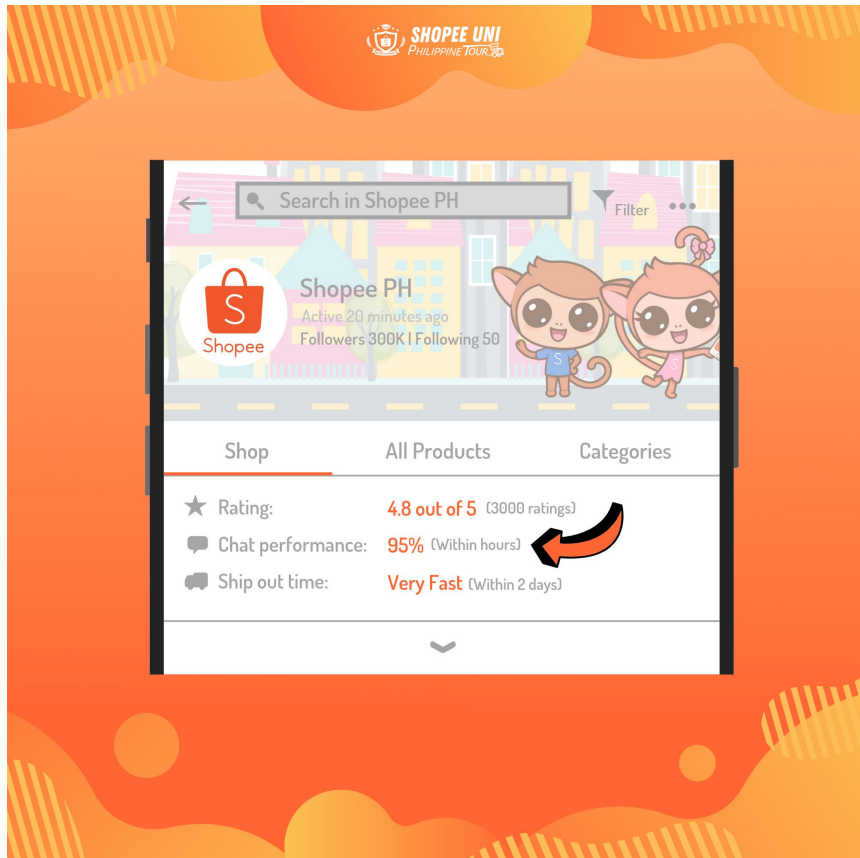 SHOPEE UNI
PHILIPPINE TOUR
Search in Shopee PH
Filter
Shopee PH
Active 20 minutes ago
Followers 300K | Following 50
S
Shopee
S
S
Shop All Products Categories
Rating: 4.8 out of 5 (3000 ratings)
Chat performance: 95% (Within hours)
Ship out time: Very Fast (Within 2 days)